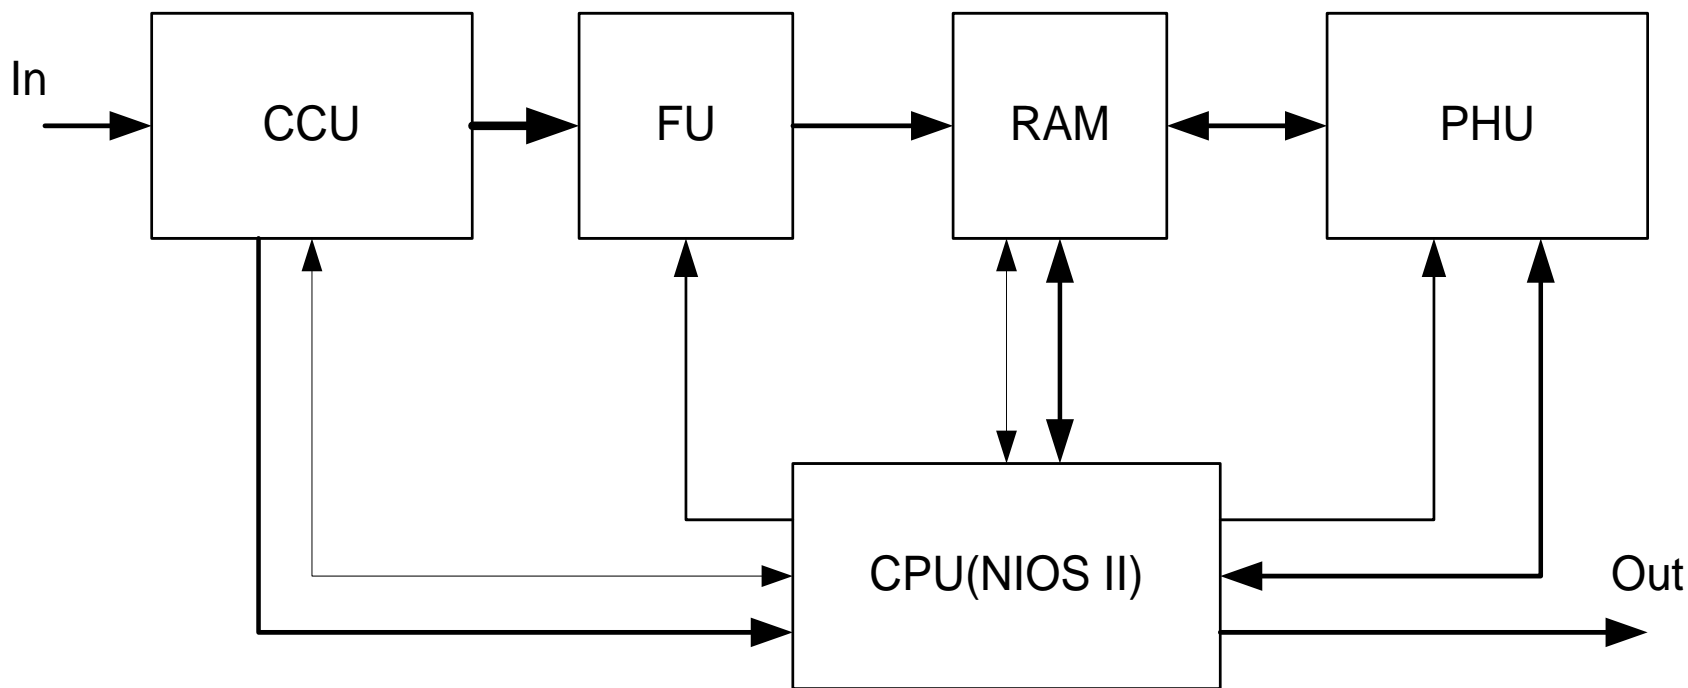 In
CCU
FU
RAM
PHU
CPU(NIOS II)
Out